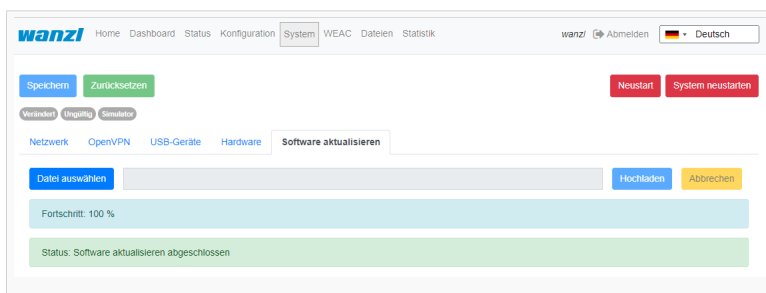 wanzl Home Dashboard Status Konfiguration System WEAC Dateien Statistik wanzl Abmelden Deutsch
Speichern Zurücksetzen Neustart System neustarten
Verändert Ungültig Simulator
Netzwerk OpenVPN USB-Geräte Hardware Software aktualisieren
Datei auswählen Hochladen Abbrechen
Fortschritt: 100 %
Status: Software aktualisieren abgeschlossen